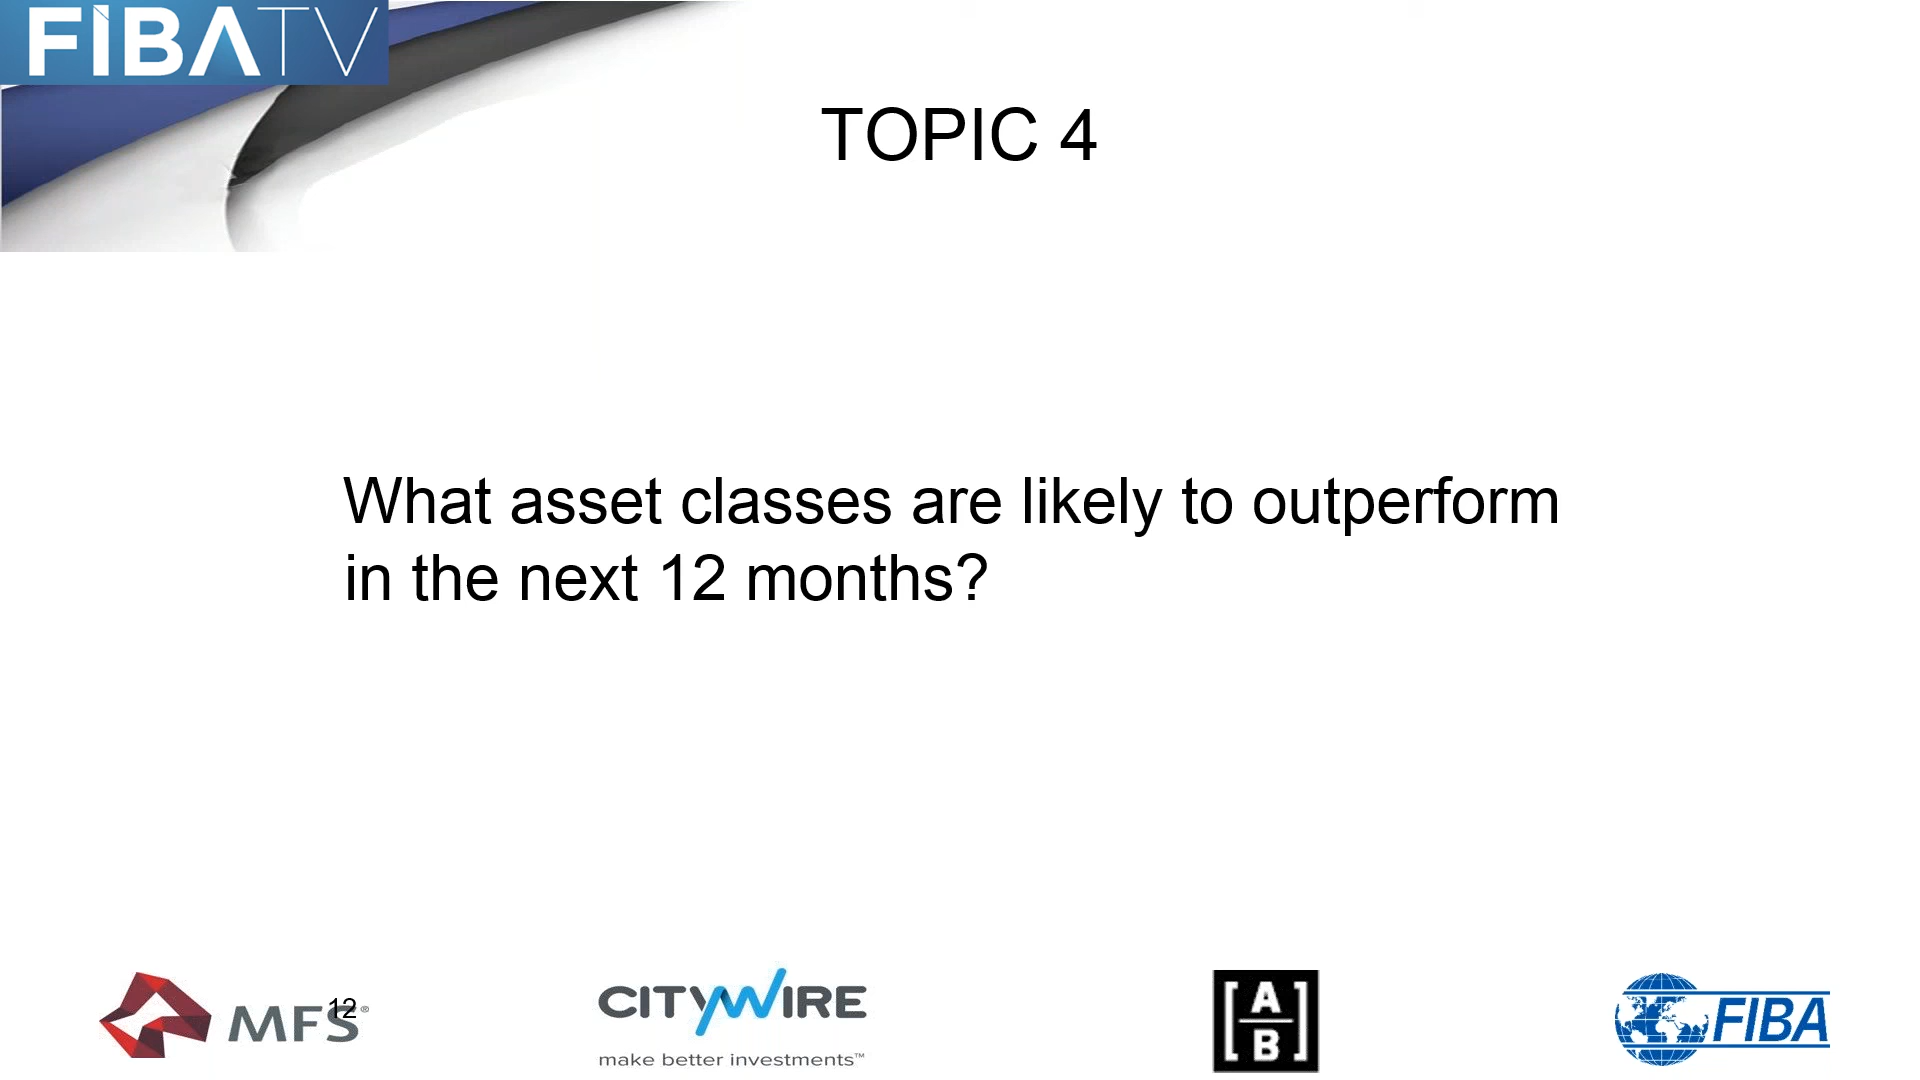 FIBATV
TOPIC 4
What asset classes are likely to outperform
in the next 12 months?
MFS®
12
CITYWIRE
make better investments™
[A
B]
FIBA